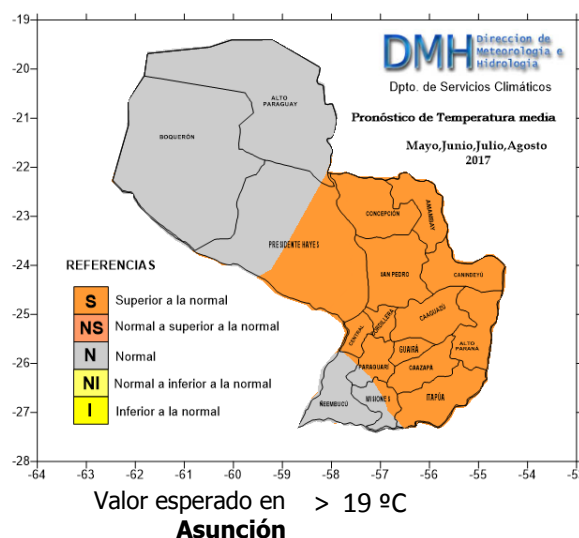 DMH Direccion de
Meteorología e
Hidrología
Dpto. de Servicios Climáticos
Pronóstico de Temperatura media
Mayo,Junio,Julio,Agosto
2017
-19
-20
-21
-22
-23
-24
-25
-26
-27
-28
ALTO
PARAGUAY
BOQUERÓN
PRESIDENTE HAYES
CONCEPCIÓN
AMAMBAY
SAN PEDRO
CANINDEYÚ
CORDILLERA
CAAGUAZÚ
CENTRAL
ALTO
PARANÁ
GUAIRÁ
PARAGUARÍ
CAAZAPÁ
ÑEEMBUCÚ
MISIONES
ITAPÚA
REFERENCIAS
S Superior a la normal
NS Normal a superior a la normal
N Normal
NI Normal a inferior a la normal
I Inferior a la normal
-64 -63 -62 -61 -60 -59 -58 -57 -56 -55 -54 -53
Valor esperado en > 19 ºC
Asunción